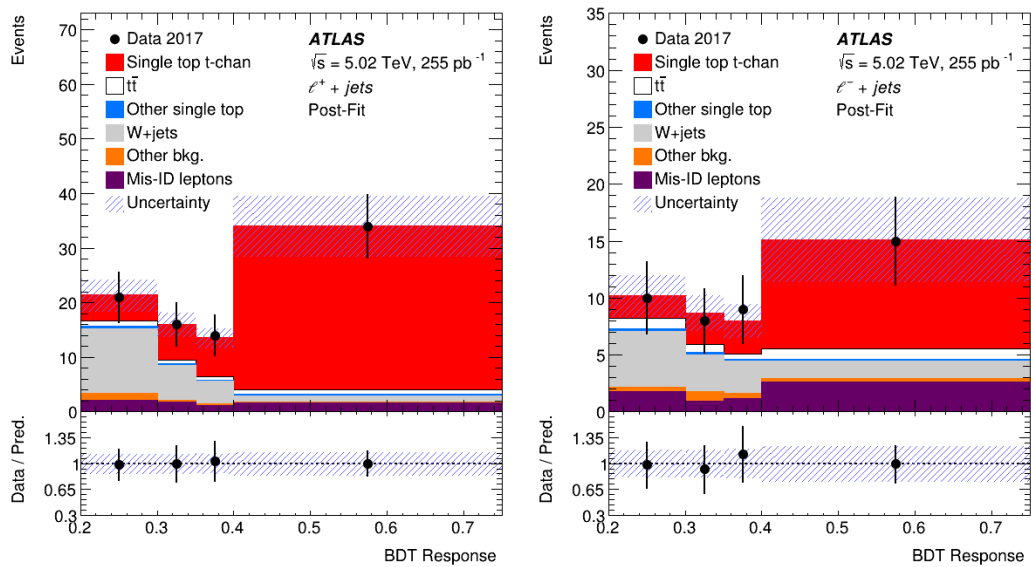 Events
70
60
50
40
30
20
10
0
Data 2017
Single top t-chan
tt̄
Other single top
W+jets
Other bkg.
Mis-ID leptons
Uncertainty
ATLAS
√s = 5.02 TeV, 255 pb⁻¹
ℓ⁺ + jets
Post-Fit
Data / Pred.
1.35
1
0.65
0.3
0.2 0.3 0.4 0.5 0.6 0.7
BDT Response
Events
35
30
25
20
15
10
5
0
Data 2017
Single top t-chan
tt̄
Other single top
W+jets
Other bkg.
Mis-ID leptons
Uncertainty
ATLAS
√s = 5.02 TeV, 255 pb⁻¹
ℓ⁻ + jets
Post-Fit
Data / Pred.
1.35
1
0.65
0.3
0.2 0.3 0.4 0.5 0.6 0.7
BDT Response